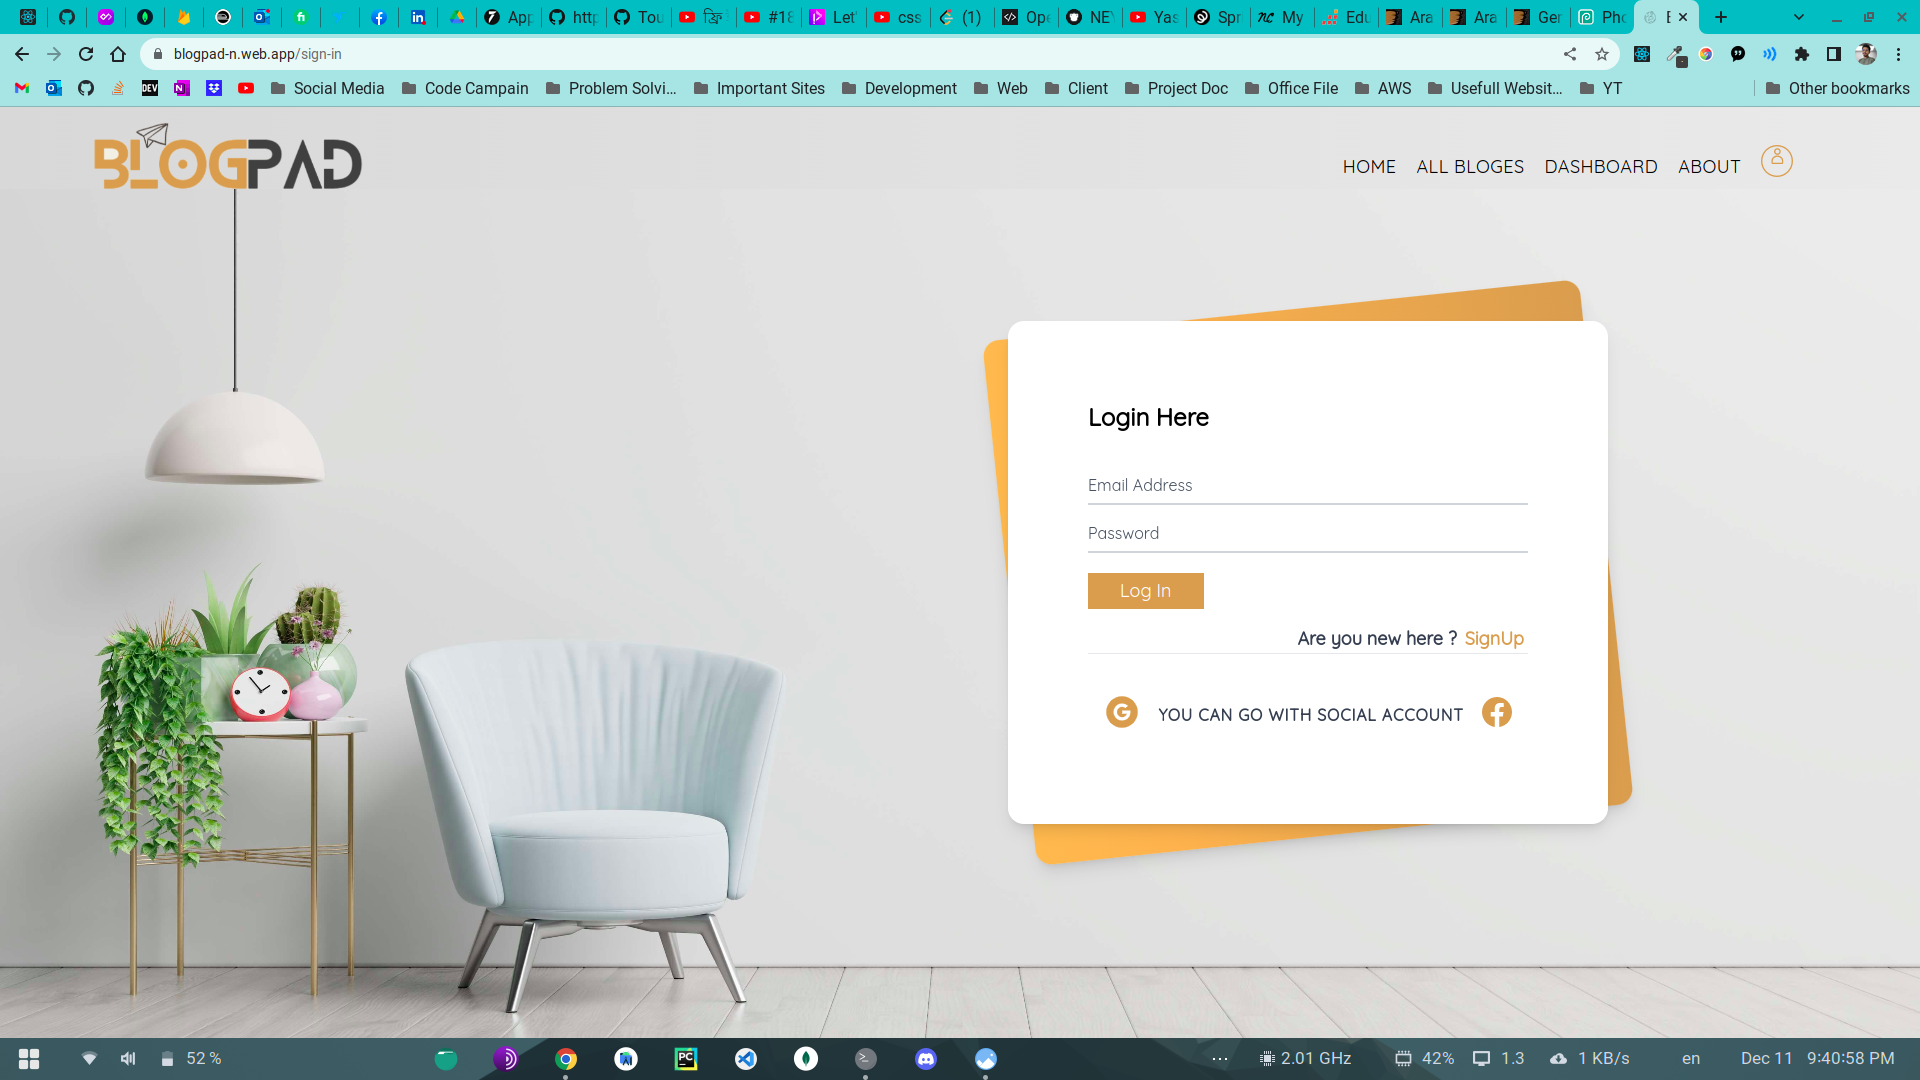 App
http
Tou
#18
Let'
css
(1)
Ope
NEY
Yas
Spr
My
Edu
Ara
Ara
Ger
Pho
blogpad-n.web.app/sign-in
Social Media
Code Campain
Problem Solvi...
Important Sites
Development
Web
Client
Project Doc
Office File
AWS
Usefull Websit...
YT
Other bookmarks
BLOGPAD
HOME
ALL BLOGES
DASHBOARD
ABOUT
Login Here
Email Address
Password
Log In
Are you new here ? SignUp
YOU CAN GO WITH SOCIAL ACCOUNT
52 %
2.01 GHz
42%
1.3
1 KB/s
en
Dec 11 9:40:58 PM